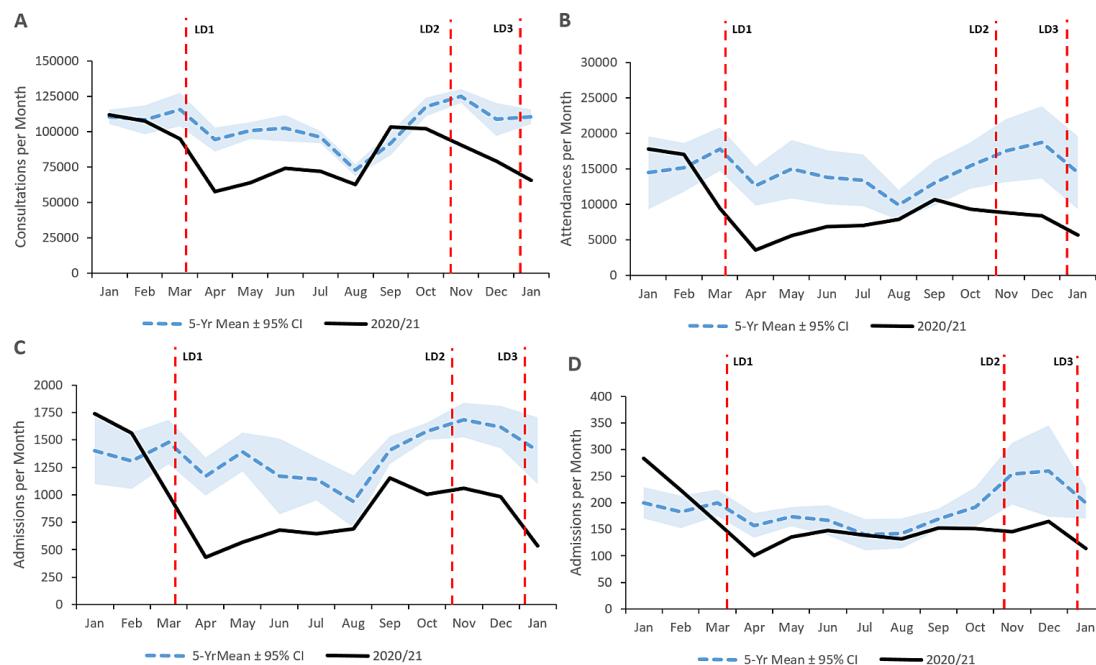 A
LD1
LD2
LD3
Consultations per Month
150000
125000
100000
75000
50000
25000
0
Jan Feb Mar Apr May Jun Jul Aug Sep Oct Nov Dec Jan
5-Yr Mean ± 95% CI 2020/21
B
LD1
LD2
LD3
Attendances per Month
30000
25000
20000
15000
10000
5000
0
Jan Feb Mar Apr May Jun Jul Aug Sep Oct Nov Dec Jan
5-Yr Mean ± 95% CI 2020/21
C
LD1
LD2
LD3
Admissions per Month
2000
1750
1500
1250
1000
750
500
250
0
Jan Feb Mar Apr May Jun Jul Aug Sep Oct Nov Dec Jan
5-YrMean ± 95% CI 2020/21
D
LD1
LD2
LD3
Admissions per Month
400
350
300
250
200
150
100
50
0
Jan Feb Mar Apr May Jun Jul Aug Sep Oct Nov Dec Jan
5-Yr Mean ± 95% CI 2020/21